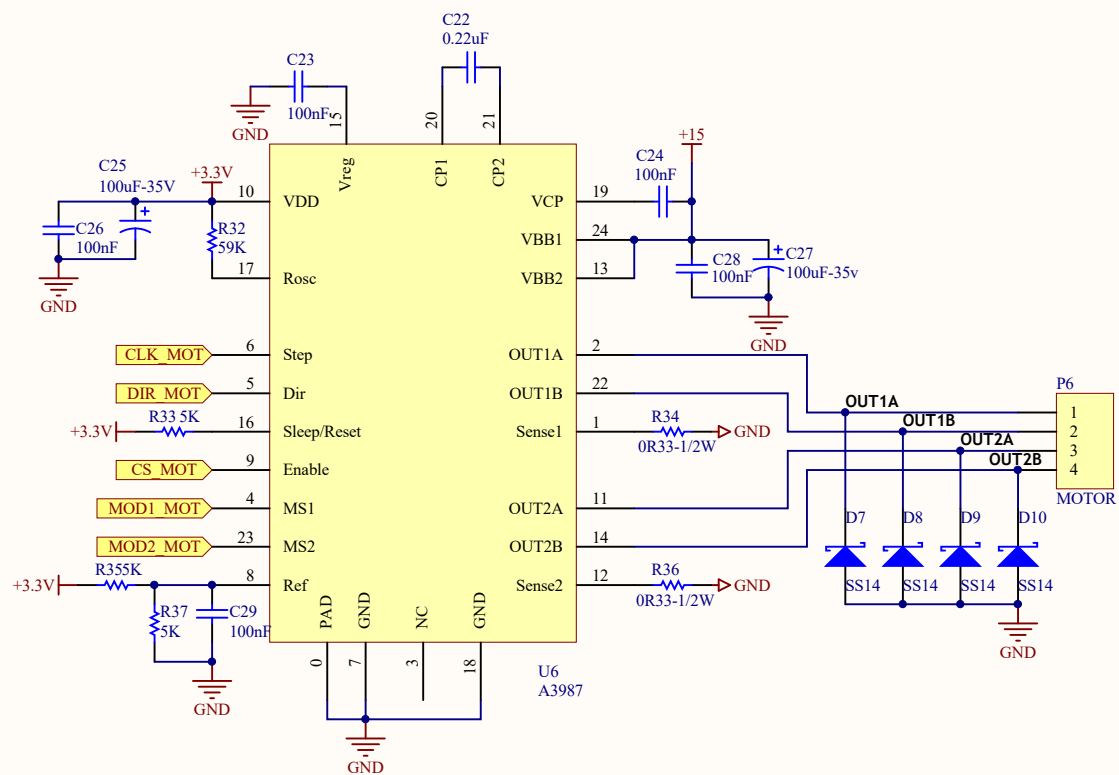 C22
0.22uF
C23
100nF
GND
15
20
21
Vreg
CP1
CP2
+15
C24
100nF
C25
100uF-35V
+3.3V
C26
100nF
R32
59K
GND
10
VDD
17
Rosc
VCP
19
VBB1
24
VBB2
13
C28
100nF
C27
100uF-35v
GND
CLK_MOT
6
Step
DIR_MOT
5
Dir
+3.3V
R33 5K
16
Sleep/Reset
CS_MOT
9
Enable
MOD1_MOT
4
MS1
MOD2_MOT
23
MS2
+3.3V
R355K
8
Ref
R37
5K
C29
100nF
GND
OUT1A
2
OUT1B
22
Sense1
1
R34
0R33-1/2W
GND
OUT2A
11
OUT2B
14
Sense2
12
R36
0R33-1/2W
GND
PAD
GND
NC
GND
0
7
3
18
GND
U6
A3987
P6
OUT1A
1
OUT1B
2
OUT2A
3
OUT2B
4
MOTOR
D7
D8
D9
D10
SS14
SS14
SS14
SS14
GND